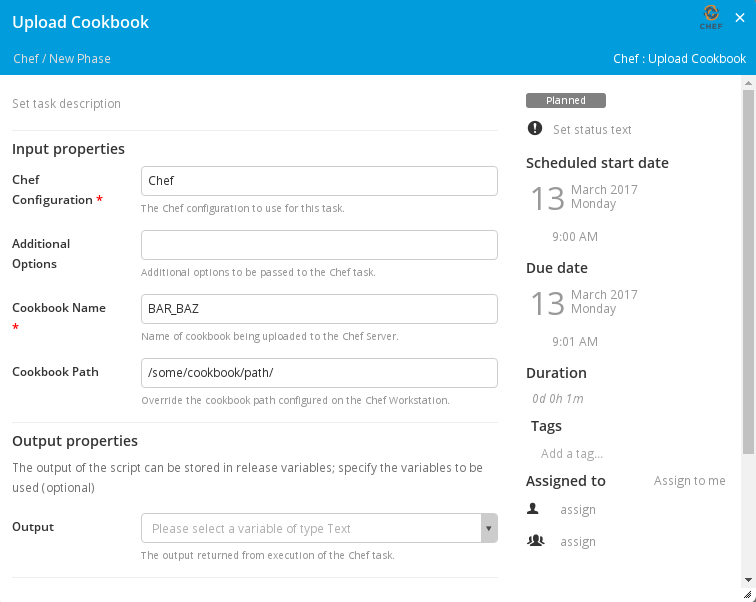 Upload Cookbook
CHEF
×
Chef / New Phase
Chef : Upload Cookbook
Set task description
Input properties
Chef
Configuration *
Chef
The Chef configuration to use for this task.
Additional
Options
Additional options to be passed to the Chef task.
Cookbook Name
*
BAR_BAZ
Name of cookbook being uploaded to the Chef Server.
Cookbook Path
/some/cookbook/path/
Override the cookbook path configured on the Chef Workstation.
Output properties
The output of the script can be stored in release variables; specify the variables to be
used (optional)
Output
Please select a variable of type Text
The output returned from execution of the Chef task.
Planned
Set status text
Scheduled start date
13
March 2017
Monday
9:00 AM
Due date
13
March 2017
Monday
9:01 AM
Duration
0d 0h 1m
Tags
Add a tag...
Assigned to
Assign to me
assign
assign